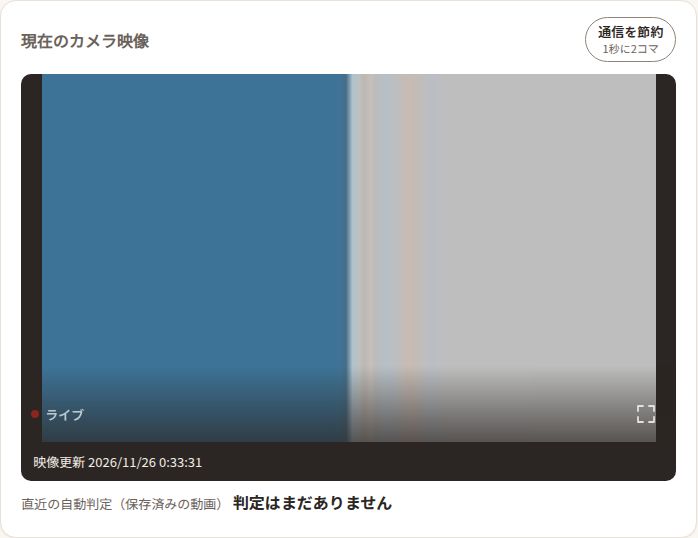 現在のカメラ映像
通信を節約
1秒に2コマ
ライブ
映像更新 2026/11/26 0:33:31
直近の自動判定（保存済みの動画） 判定はまだありません